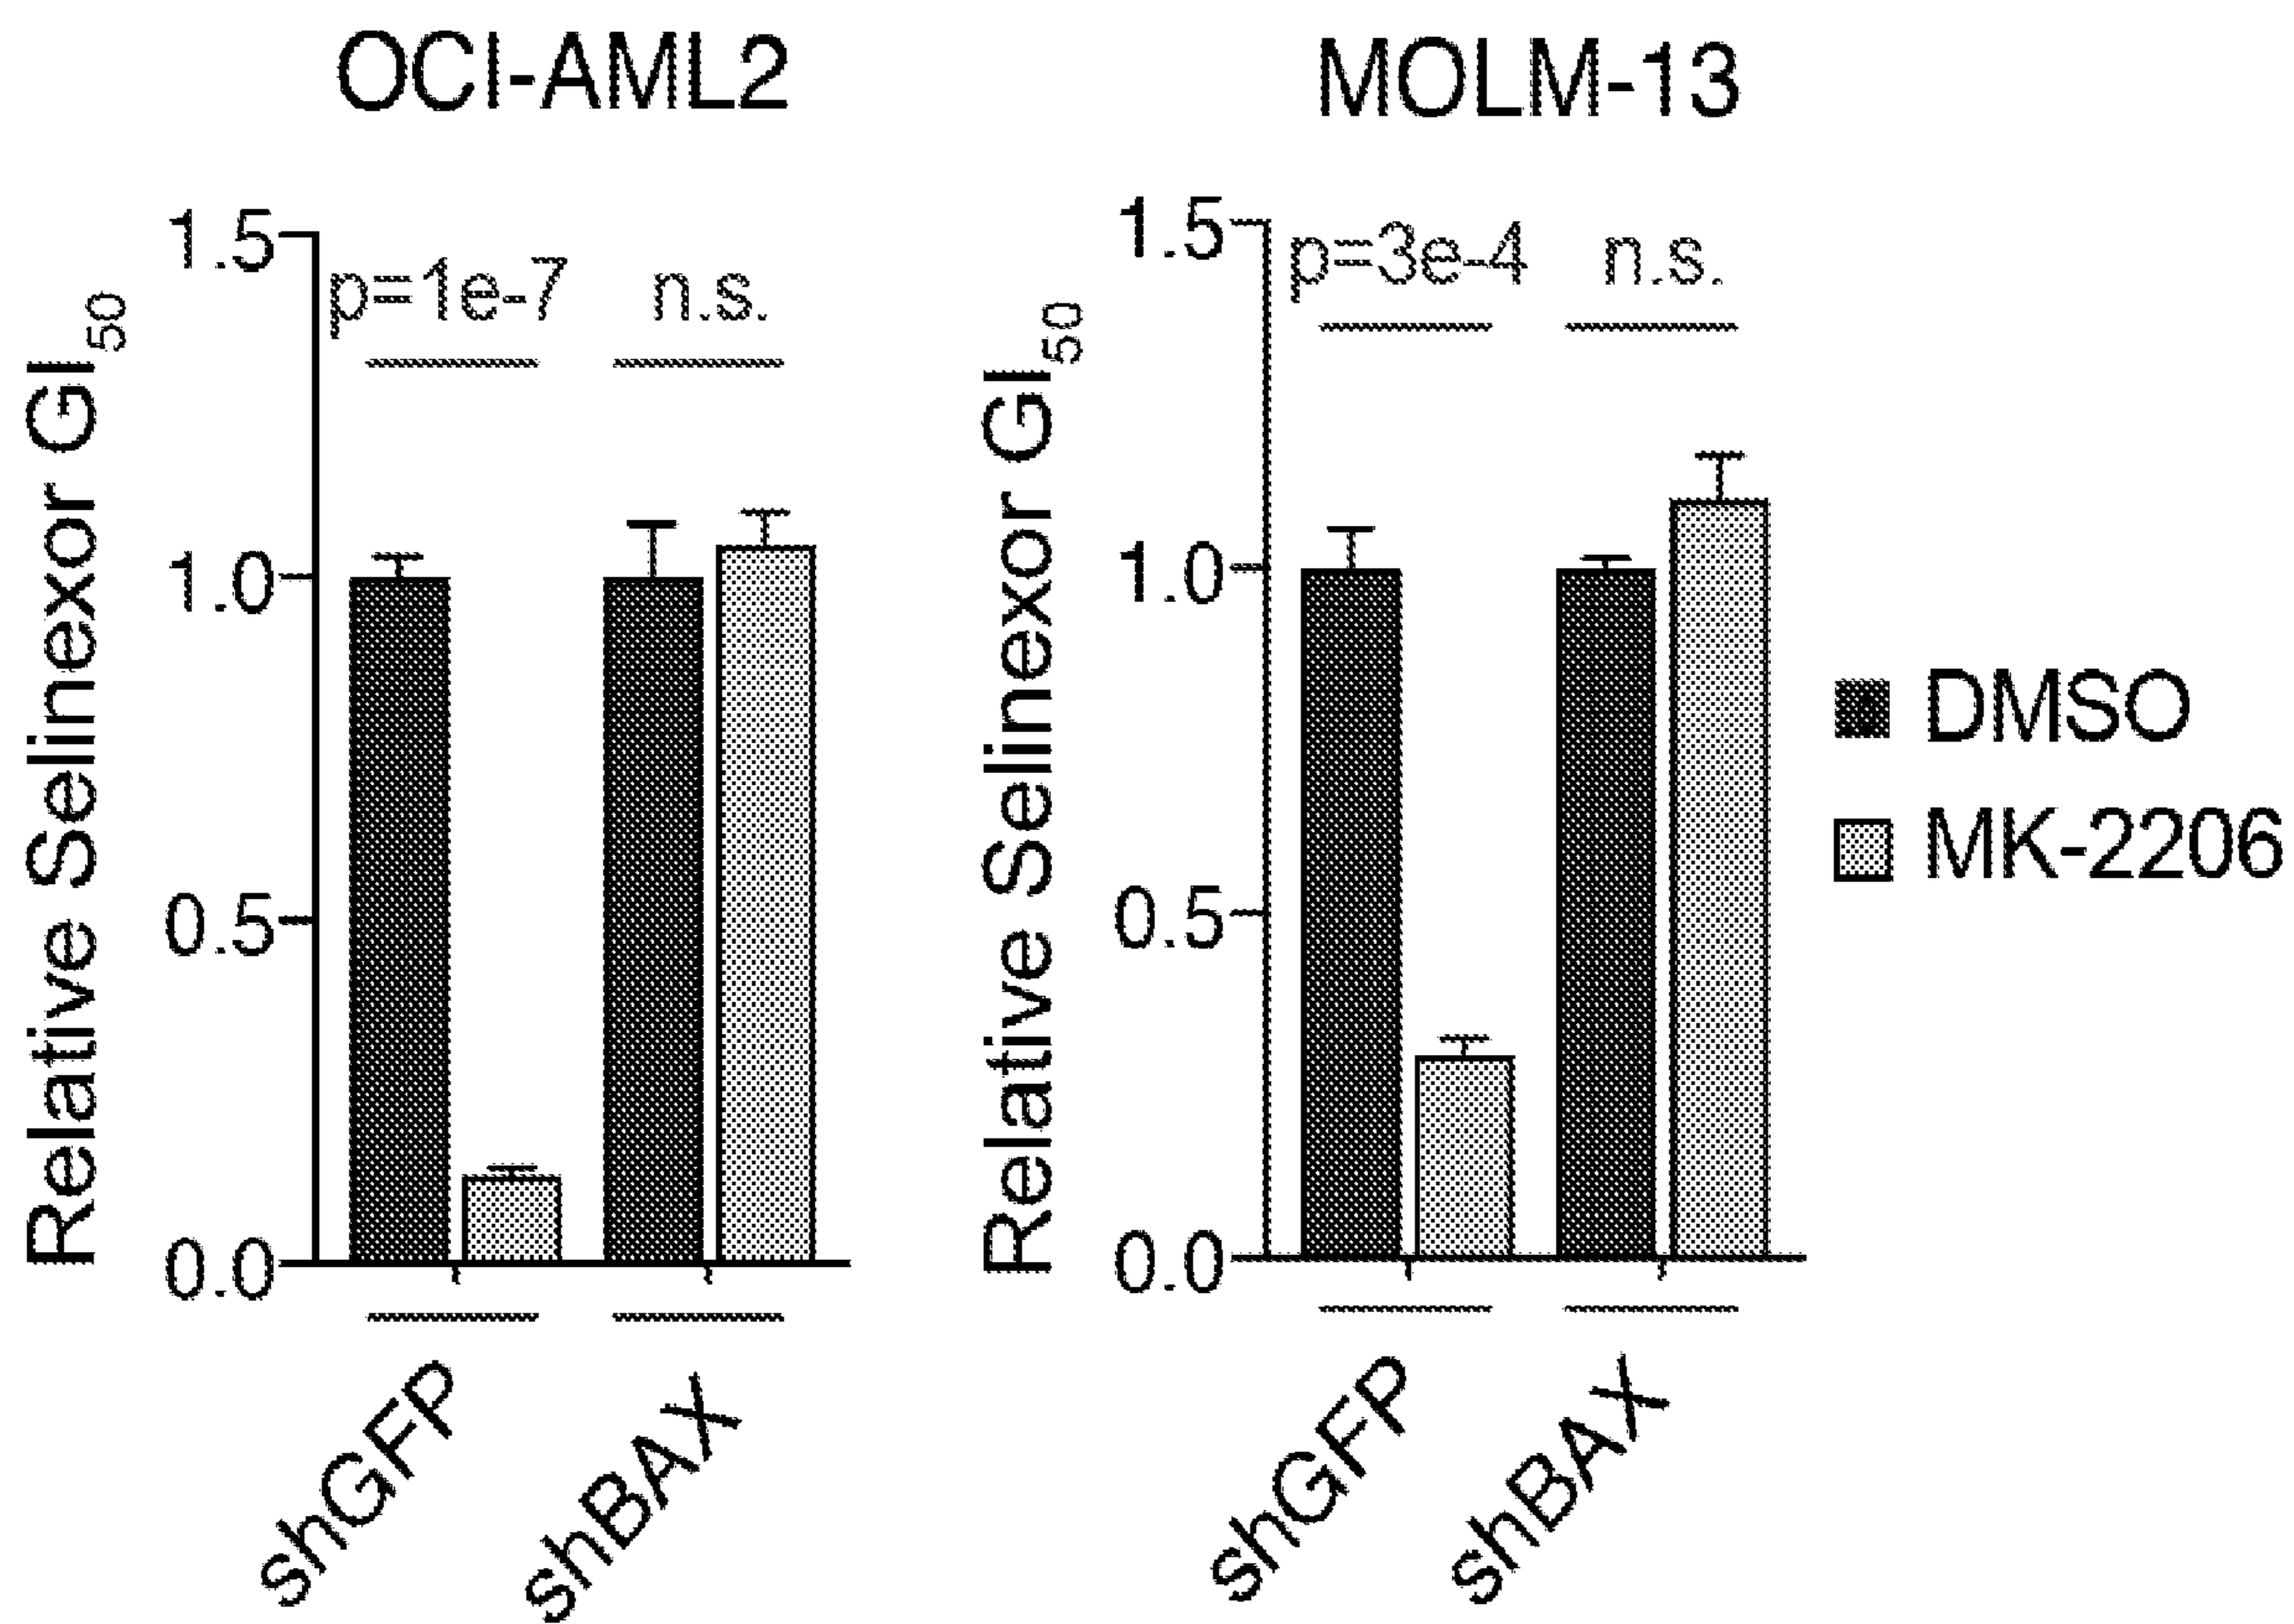 OCI-AML2
Relative Selinexor GI50
1.5
1.0
0.5
0.0
p=1e-7
n.s.
shGFP
shBAX
MOLM-13
Relative Selinexor GI50
1.5
1.0
0.5
0.0
p=3e-4
n.s.
shGFP
shBAX
DMSO
MK-2206